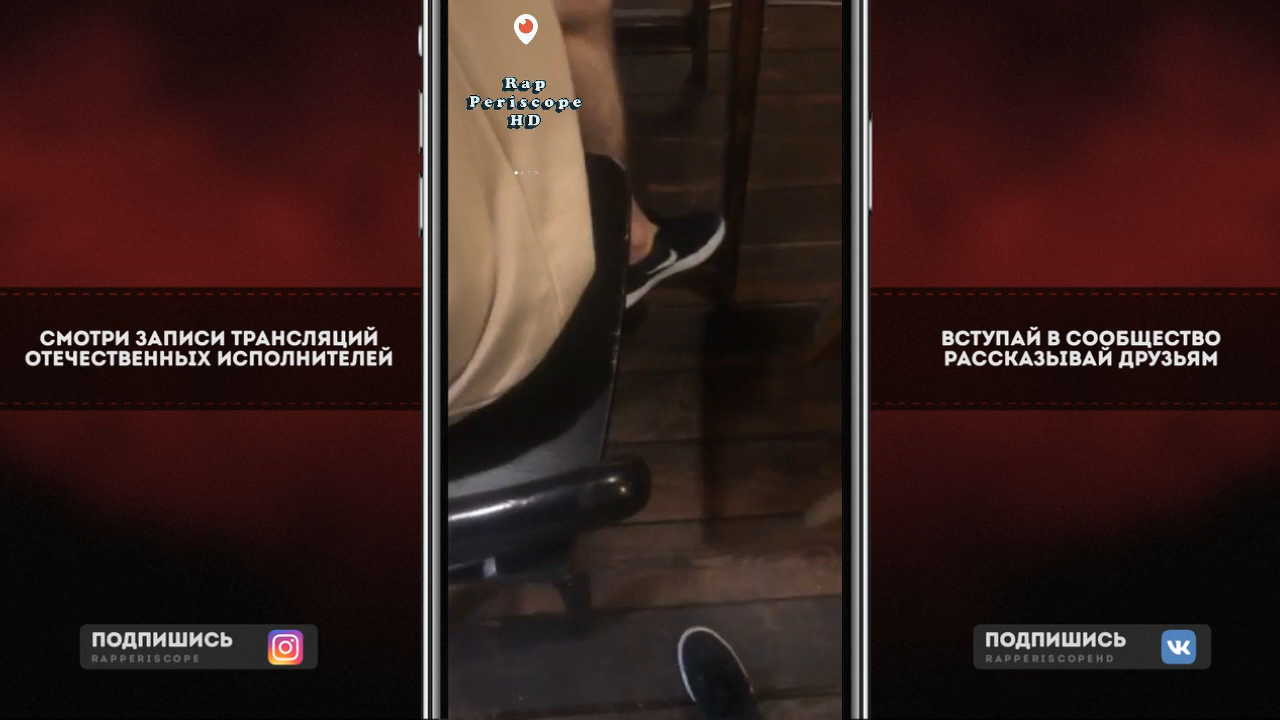 Rap
Periscope
HD
СМОТРИ ЗАПИСИ ТРАНСЛЯЦИЙ
ОТЕЧЕСТВЕННЫХ ИСПОЛНИТЕЛЕЙ
ВСТУПАЙ В СООБЩЕСТВО
РАССКАЗЫВАЙ ДРУЗЬЯМ
ПОДПИШИСЬ
RAPPERISCOPE
ПОДПИШИСЬ
RAPPERISCOPEHD